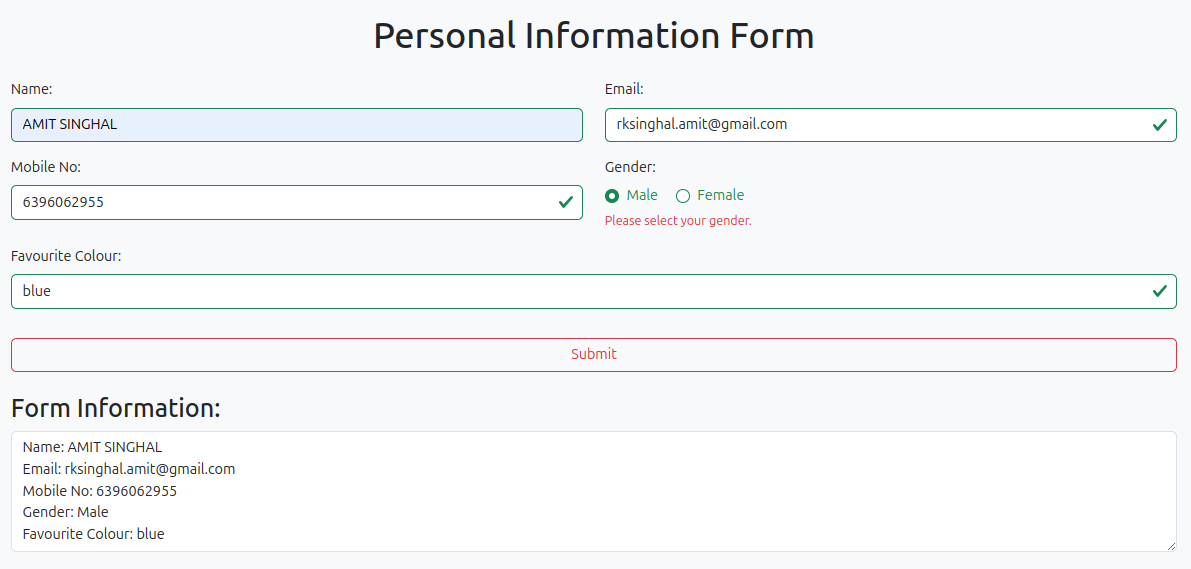 Personal Information Form
Name:
AMIT SINGHAL
Email:
rksinghal.amit@gmail.com
Mobile No:
6396062955
Gender:
Male Female
Please select your gender.
Favourite Colour:
blue
Submit
Form Information:
Name: AMIT SINGHAL
Email: rksinghal.amit@gmail.com
Mobile No: 6396062955
Gender: Male
Favourite Colour: blue